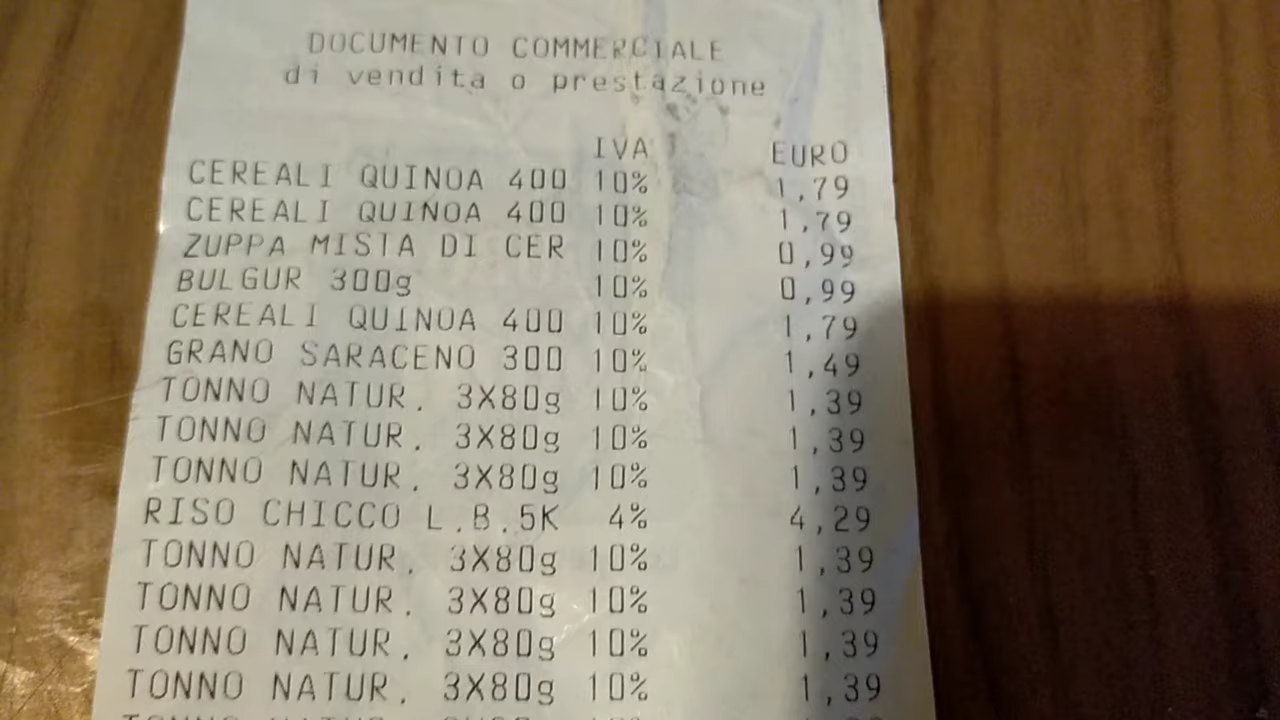 DOCUMENTO COMMERCIALE
di vendita o prestazione
IVA EURO
CEREALI QUINOA 400 10% 1,79
CEREALI QUINOA 400 10% 1,79
ZUPPA MISTA DI CER 10% 0,99
BULGUR 300g 10% 0,99
CEREALI QUINOA 400 10% 1,79
GRANO SARACENO 300 10% 1,49
TONNO NATUR. 3X80g 10% 1,39
TONNO NATUR. 3X80g 10% 1,39
TONNO NATUR. 3X80g 10% 1,39
RISO CHICCO L.B.5K 4% 4,29
TONNO NATUR. 3X80g 10% 1,39
TONNO NATUR. 3X80g 10% 1,39
TONNO NATUR. 3X80g 10% 1,39
TONNO NATUR. 3X80g 10% 1,39